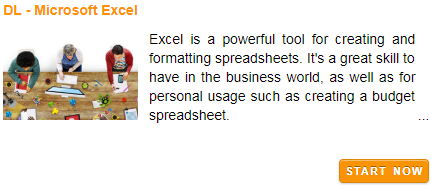 DL - Microsoft Excel
Excel is a powerful tool for creating and
formatting spreadsheets. It's a great skill to
have in the business world, as well as for
personal usage such as creating a budget
spreadsheet. ...
START NOW